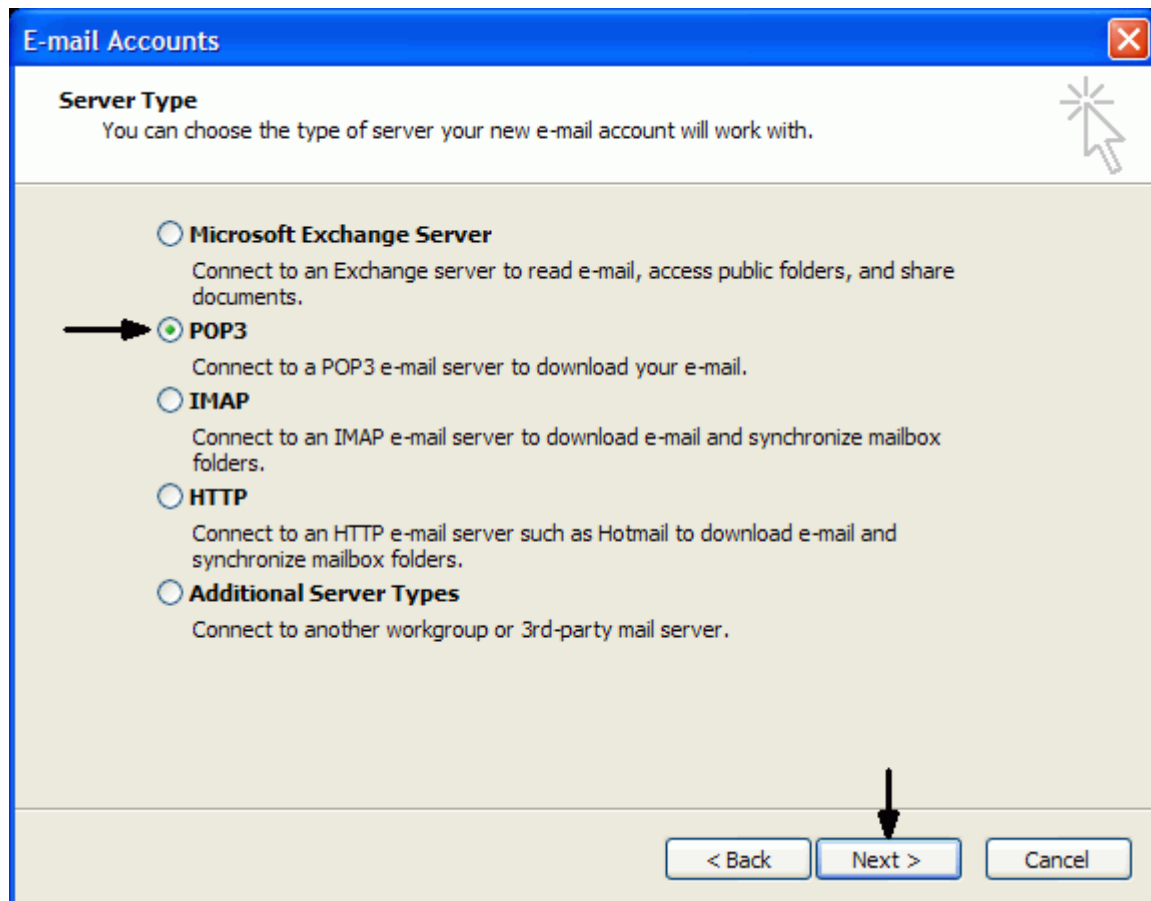 E-mail Accounts
Server Type
You can choose the type of server your new e-mail account will work with.
Microsoft Exchange Server
Connect to an Exchange server to read e-mail, access public folders, and share
documents.
POP3
Connect to a POP3 e-mail server to download your e-mail.
IMAP
Connect to an IMAP e-mail server to download e-mail and synchronize mailbox
folders.
HTTP
Connect to an HTTP e-mail server such as Hotmail to download e-mail and
synchronize mailbox folders.
Additional Server Types
Connect to another workgroup or 3rd-party mail server.
< Back Next > Cancel